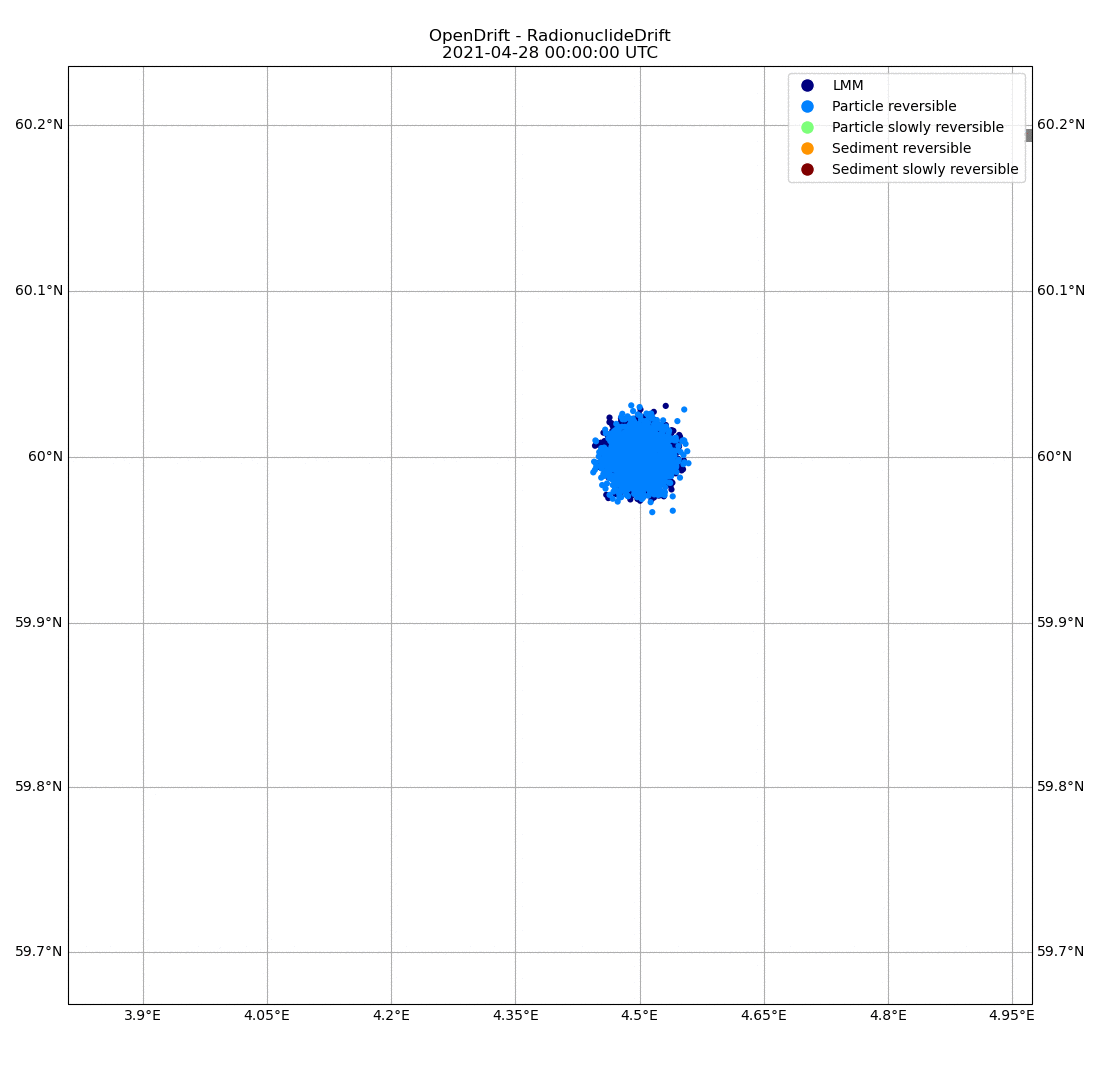 OpenDrift - RadionuclideDrift
2021-04-28 00:00:00 UTC
LMM
Particle reversible
Particle slowly reversible
Sediment reversible
Sediment slowly reversible
60.2°N 60.2°N
60.1°N 60.1°N
60°N 60°N
59.9°N 59.9°N
59.8°N 59.8°N
59.7°N 59.7°N
3.9°E 4.05°E 4.2°E 4.35°E 4.5°E 4.65°E 4.8°E 4.95°E